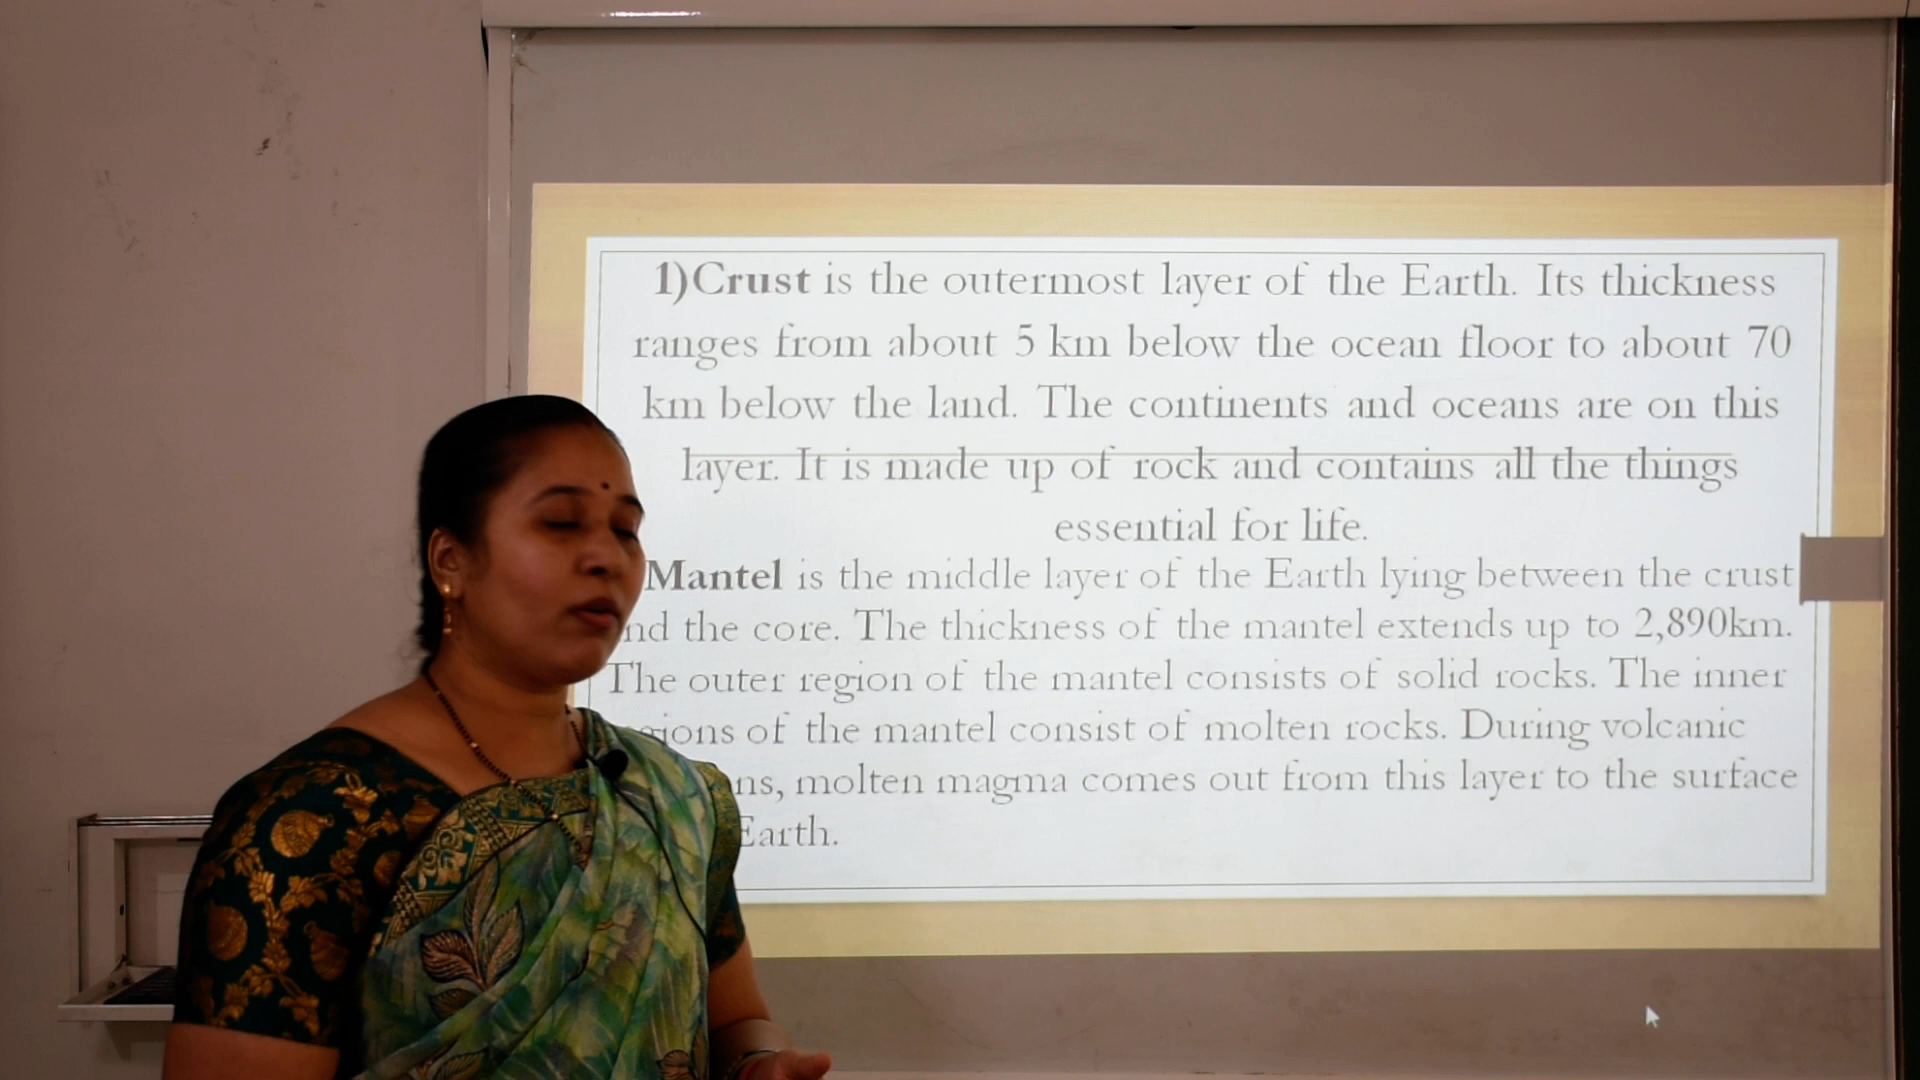 1)Crust is the outermost layer of the Earth. Its thickness
ranges from about 5 km below the ocean floor to about 70
km below the land. The continents and oceans are on this
layer. It is made up of rock and contains all the things
essential for life.
Mantel is the middle layer of the Earth lying between the crust
the core. The thickness of the mantel extends up to 2,890km.
The outer region of the mantel consists of solid rocks. The inner
of the mantel consist of molten rocks. During volcanic
molten magma comes out from this layer to the surface
Earth.